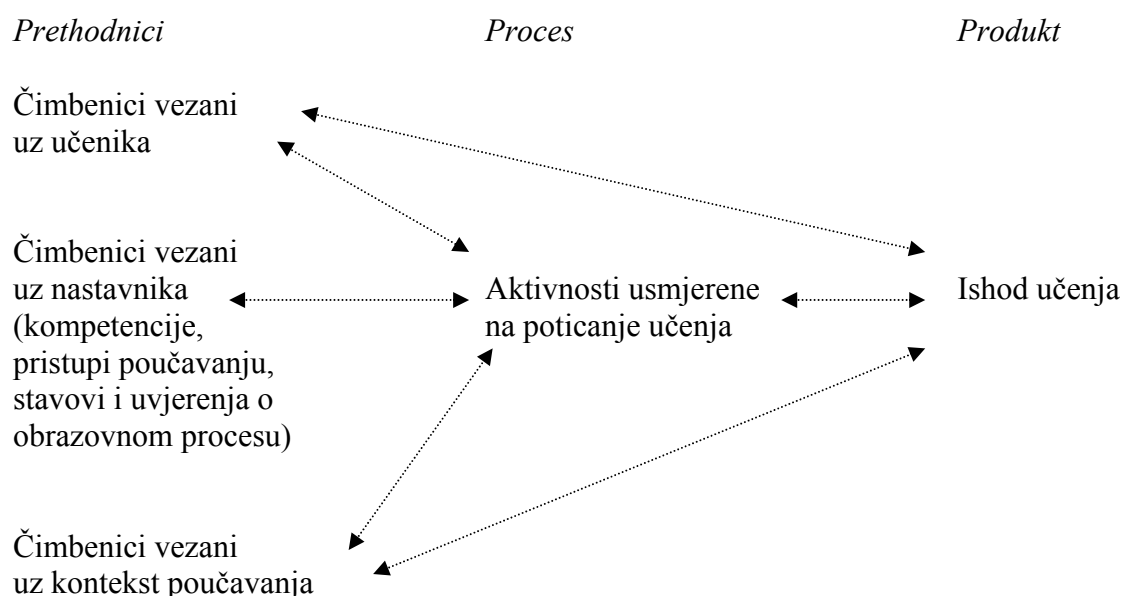 Prethodnici Proces Produkt
Čimbenici vezani
uz učenika
Čimbenici vezani
uz nastavnika
(kompetencije,
pristupi poučavanju,
stavovi i uvjerenja o
obrazovnom procesu)
Aktivnosti usmjerene
na poticanje učenja
Ishod učenja
Čimbenici vezani
uz kontekst poučavanja